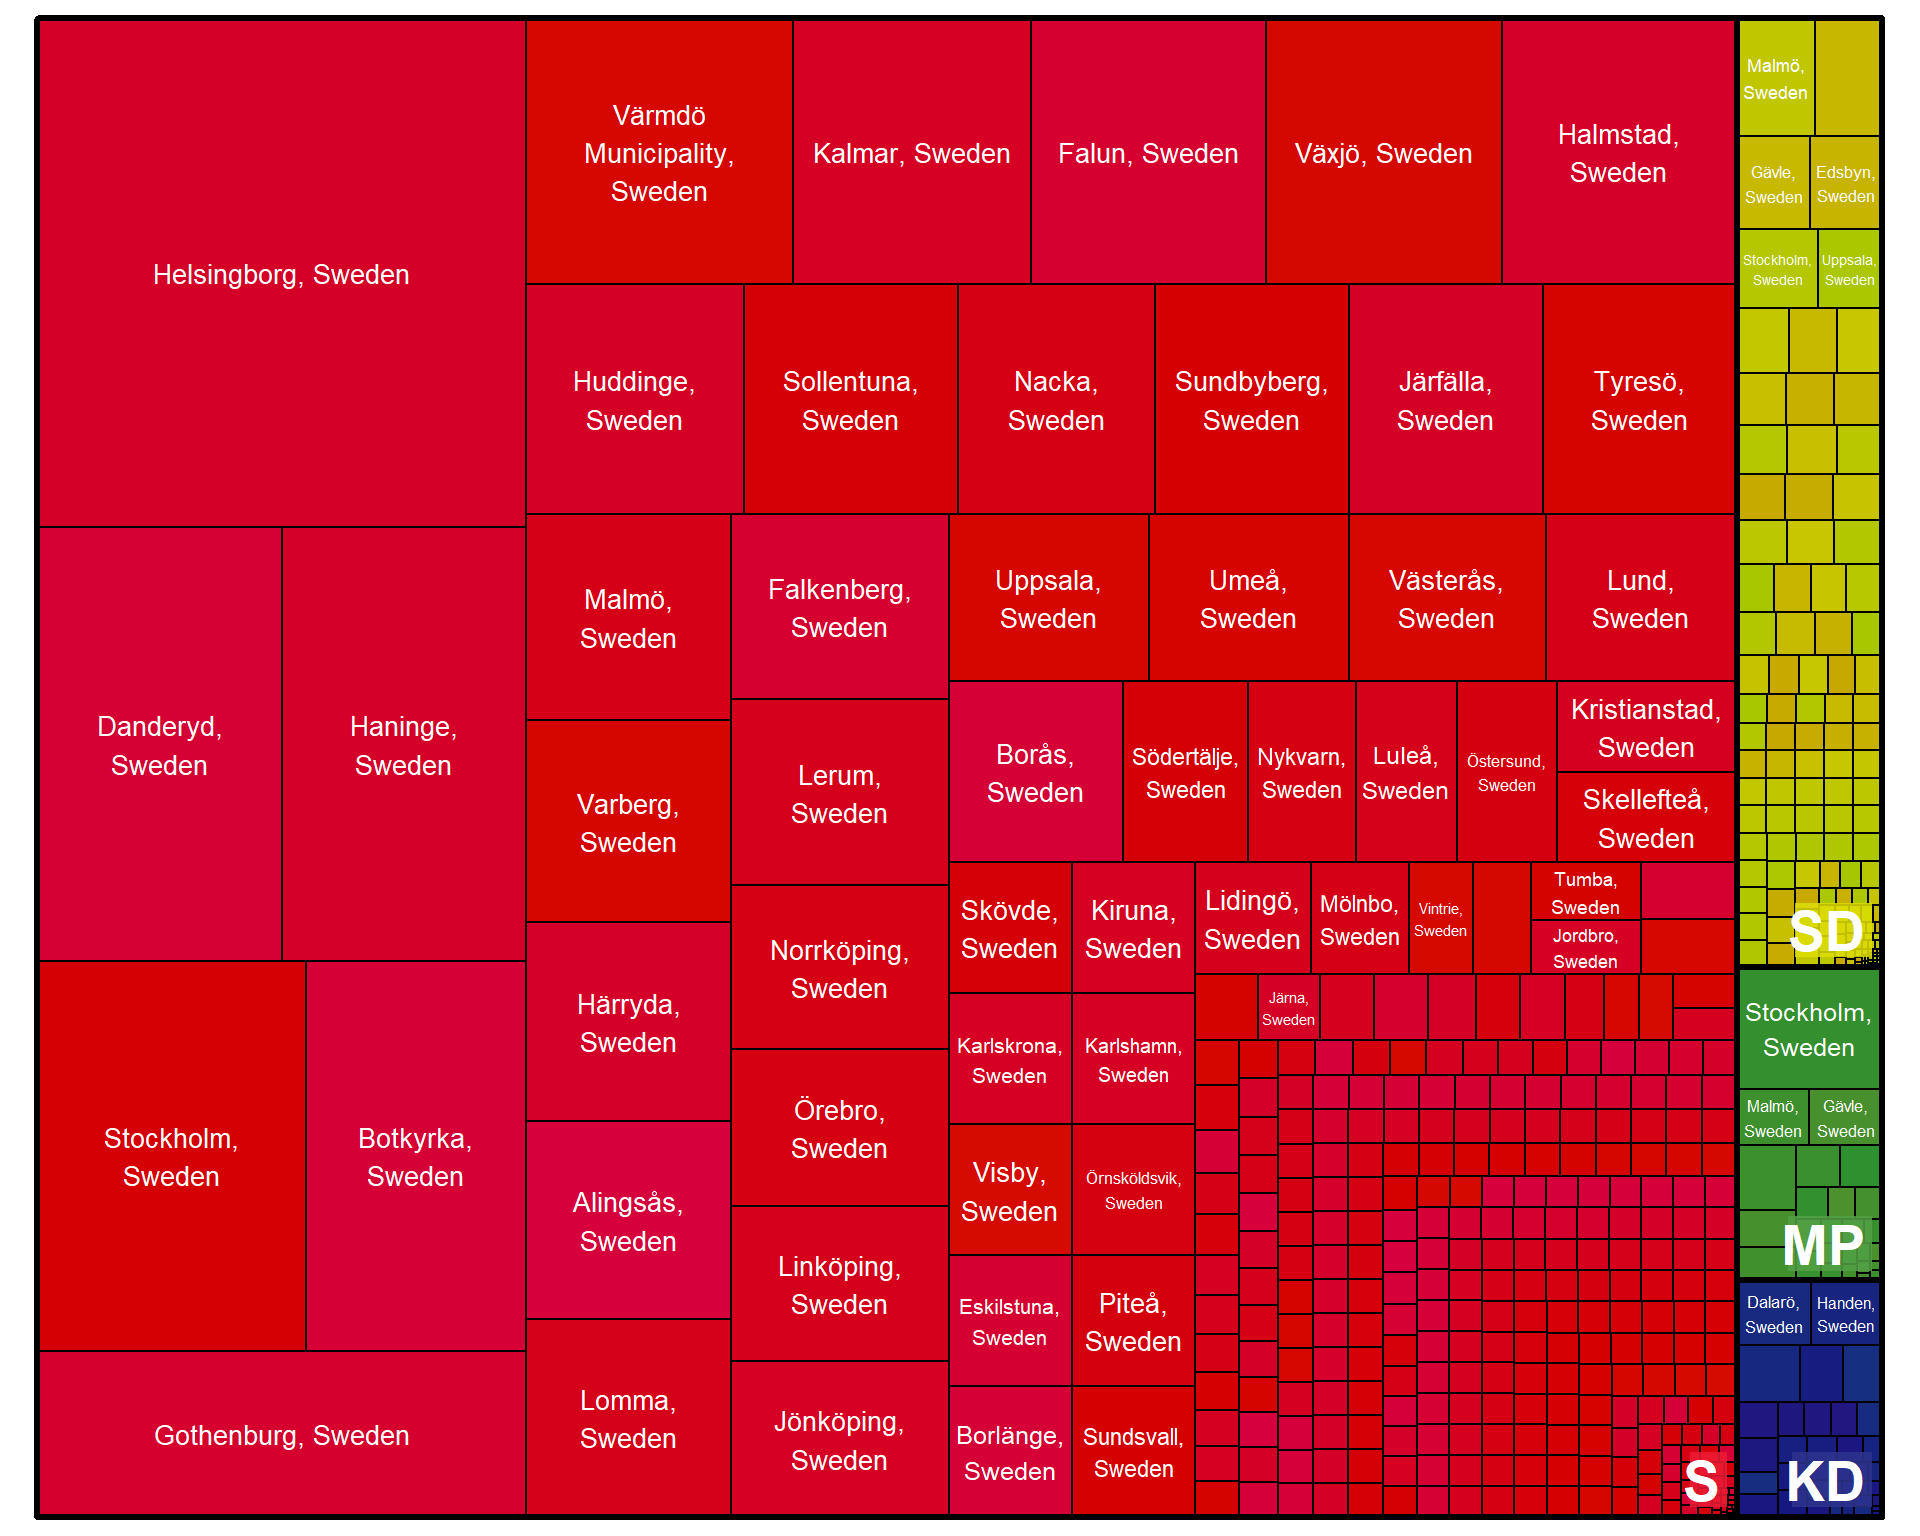 Helsingborg, Sweden
Danderyd,
Sweden
Haninge,
Sweden
Stockholm,
Sweden
Botkyrka,
Sweden
Gothenburg, Sweden
Värmdö
Municipality,
Sweden
Kalmar, Sweden
Falun, Sweden
Växjö, Sweden
Halmstad,
Sweden
Huddinge,
Sweden
Sollentuna,
Sweden
Nacka,
Sweden
Sundbyberg,
Sweden
Järfälla,
Sweden
Tyresö,
Sweden
Malmö,
Sweden
Varberg,
Sweden
Härryda,
Sweden
Alingsås,
Sweden
Lomma,
Sweden
Falkenberg,
Sweden
Lerum,
Sweden
Norrköping,
Sweden
Örebro,
Sweden
Linköping,
Sweden
Jönköping,
Sweden
Uppsala,
Sweden
Umeå,
Sweden
Västerås,
Sweden
Lund,
Sweden
Borås,
Sweden
Södertälje,
Sweden
Nykvarn,
Sweden
Luleå,
Sweden
Östersund,
Sweden
Kristianstad,
Sweden
Skellefteå,
Sweden
Skövde,
Sweden
Kiruna,
Sweden
Karlskrona,
Sweden
Karlshamn,
Sweden
Visby,
Sweden
Örnsköldsvik,
Sweden
Eskilstuna,
Sweden
Piteå,
Sweden
Borlänge,
Sweden
Sundsvall,
Sweden
Lidingö,
Sweden
Mölnbo,
Sweden
Vintrie,
Sweden
Tumba,
Sweden
Jordbro,
Sweden
Järna,
Sweden
S
Malmö,
Sweden
Gävle,
Sweden
Edsbyn,
Sweden
Stockholm,
Sweden
Uppsala,
Sweden
SD
Stockholm,
Sweden
Malmö,
Sweden
Gävle,
Sweden
MP
Dalarö,
Sweden
Handen,
Sweden
KD